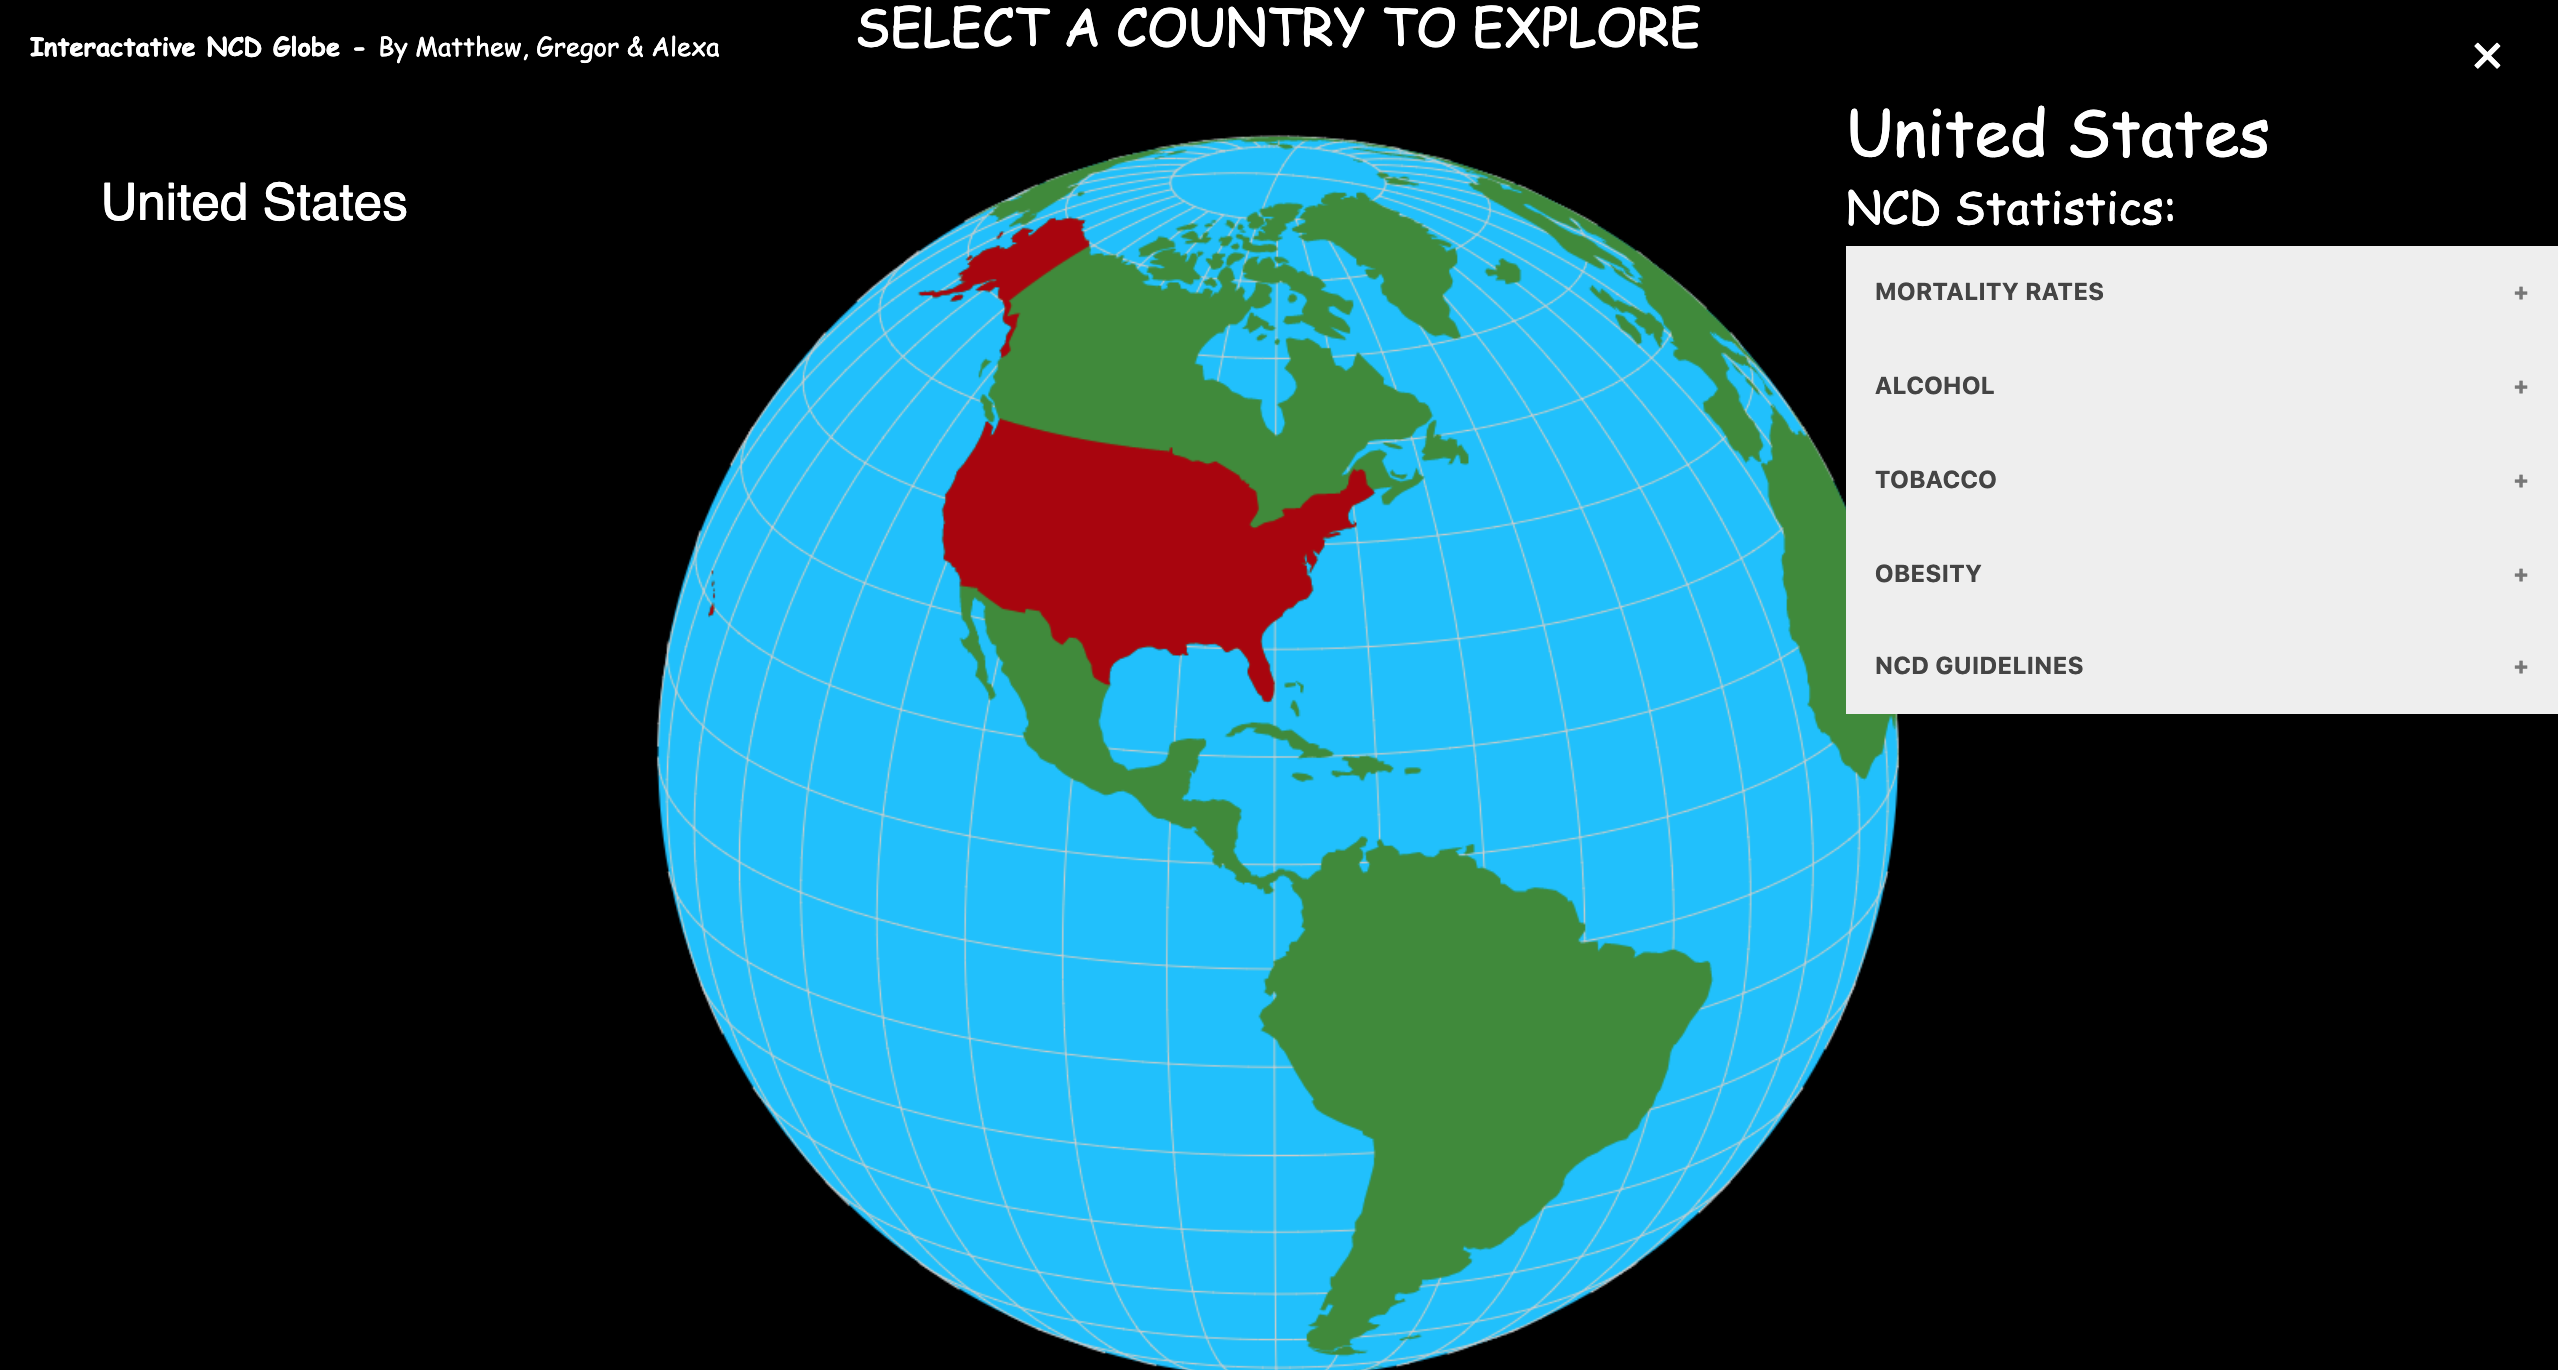 Interactative NCD Globe - By Matthew, Gregor & Alexa
SELECT A COUNTRY TO EXPLORE
×
United States
United States
NCD Statistics:
MORTALITY RATES +
ALCOHOL +
TOBACCO +
OBESITY +
NCD GUIDELINES +